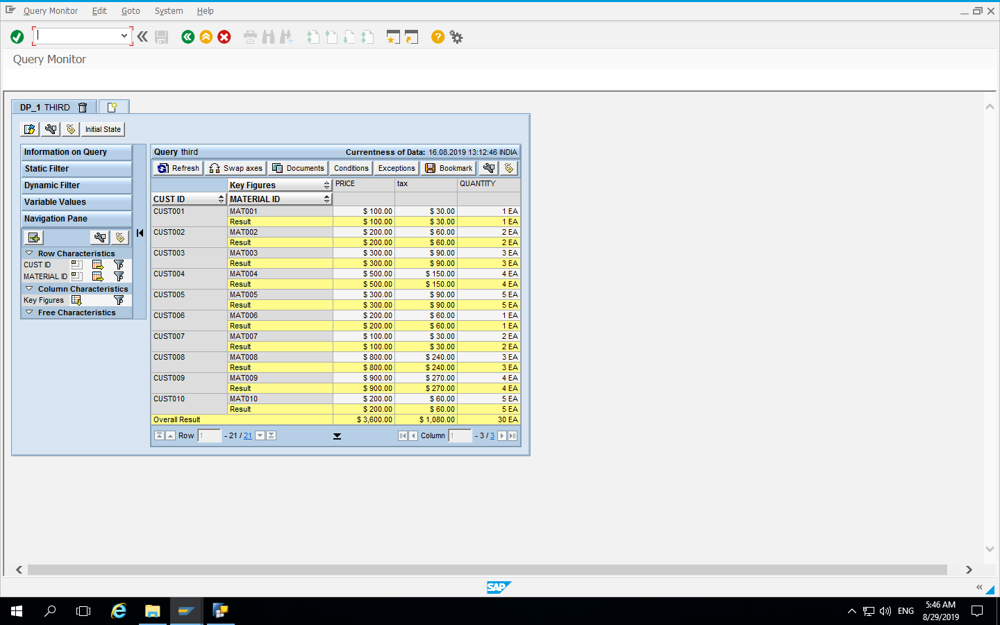 Query Monitor Edit Goto System Help
Query Monitor
DP_1 THIRD
Initial State
Information on Query
Static Filter
Dynamic Filter
Variable Values
Navigation Pane
Row Characteristics
CUST ID
MATERIAL ID
Column Characteristics
Key Figures
Free Characteristics
Query third Currentness of Data: 16.08.2019 13:12:46 INDIA
Refresh Swap axes Documents Conditions Exceptions Bookmark
Key Figures PRICE tax QUANTITY
CUST ID MATERIAL ID
CUST001 MAT001 $ 100.00 $ 30.00 1 EA
Result $ 100.00 $ 30.00 1 EA
CUST002 MAT002 $ 200.00 $ 60.00 2 EA
Result $ 200.00 $ 60.00 2 EA
CUST003 MAT003 $ 300.00 $ 90.00 3 EA
Result $ 300.00 $ 90.00 3 EA
CUST004 MAT004 $ 500.00 $ 150.00 4 EA
Result $ 500.00 $ 150.00 4 EA
CUST005 MAT005 $ 300.00 $ 90.00 5 EA
Result $ 300.00 $ 90.00 5 EA
CUST006 MAT006 $ 200.00 $ 60.00 1 EA
Result $ 200.00 $ 60.00 1 EA
CUST007 MAT007 $ 100.00 $ 30.00 2 EA
Result $ 100.00 $ 30.00 2 EA
CUST008 MAT008 $ 800.00 $ 240.00 3 EA
Result $ 800.00 $ 240.00 3 EA
CUST009 MAT009 $ 900.00 $ 270.00 4 EA
Result $ 900.00 $ 270.00 4 EA
CUST010 MAT010 $ 200.00 $ 60.00 5 EA
Result $ 200.00 $ 60.00 5 EA
Overall Result $ 3,600.00 $ 1,080.00 30 EA
Row 1 - 21 / 21 Column 1 - 3 / 3
SAP
ENG
5:46 AM
8/29/2019